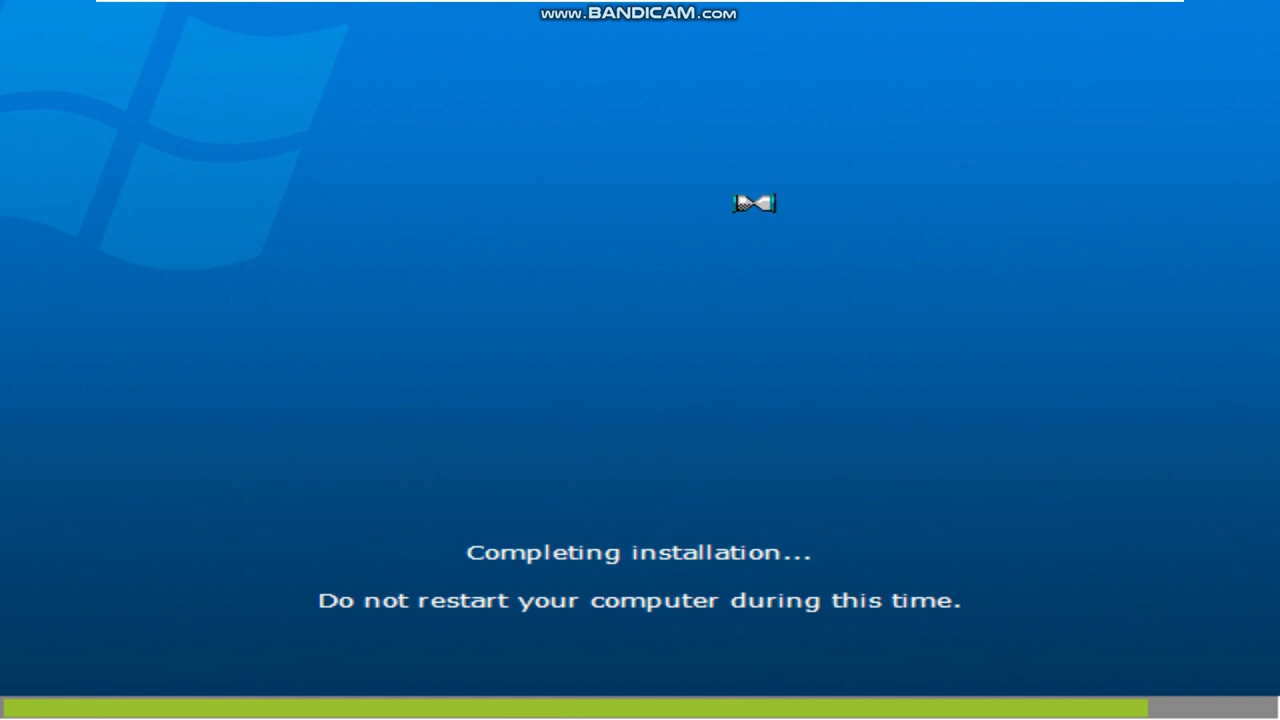 www.BANDICAM.com
Completing installation...
Do not restart your computer during this time.